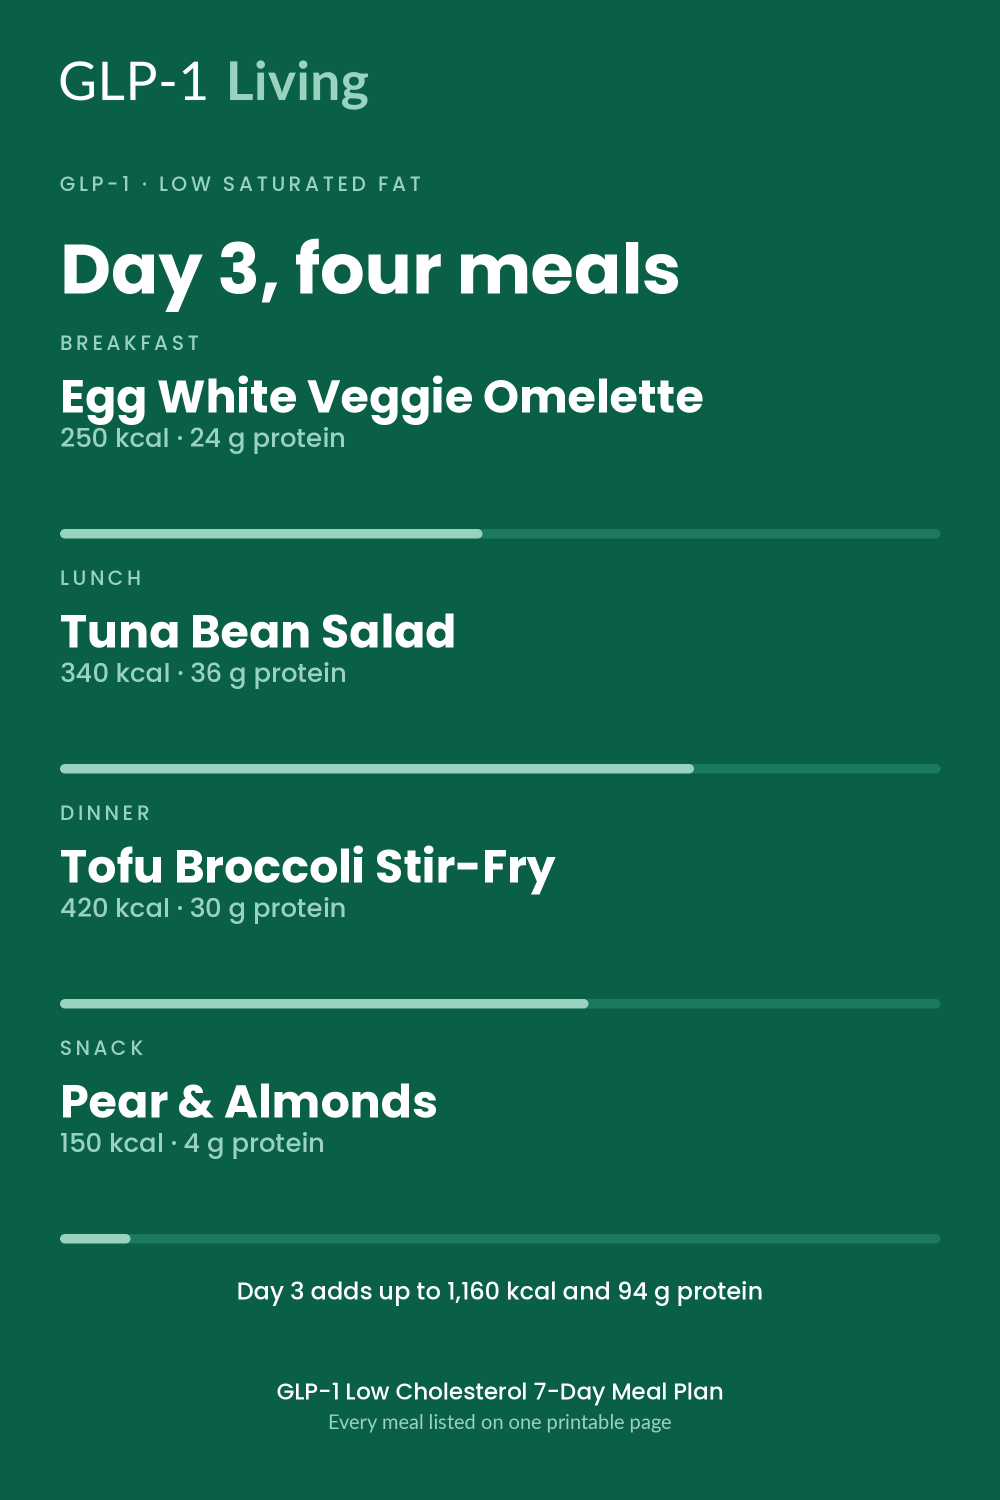 GLP-1 Living
GLP-1 · LOW SATURATED FAT
Day 3, four meals
BREAKFAST
Egg White Veggie Omelette
250 kcal · 24 g protein
LUNCH
Tuna Bean Salad
340 kcal · 36 g protein
DINNER
Tofu Broccoli Stir-Fry
420 kcal · 30 g protein
SNACK
Pear & Almonds
150 kcal · 4 g protein
Day 3 adds up to 1,160 kcal and 94 g protein
GLP-1 Low Cholesterol 7-Day Meal Plan
Every meal listed on one printable page